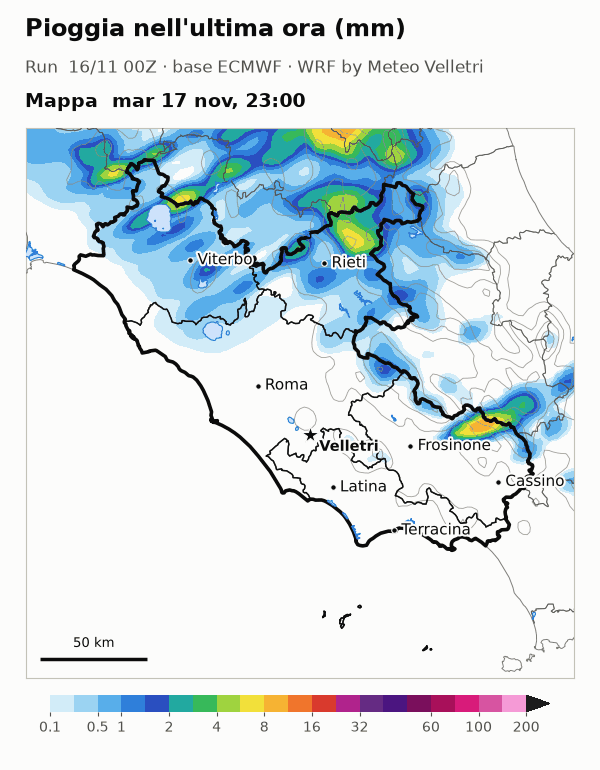 Pioggia nell'ultima ora (mm)
Run  16/11 00Z · base ECMWF · WRF by Meteo Velletri
Mappa  mar 17 nov, 23:00
Viterbo
Rieti
Roma
Velletri
Frosinone
Cassino
Latina
Terracina
50 km
0.1 0.5 1 2 4 8 16 32 60 100 200